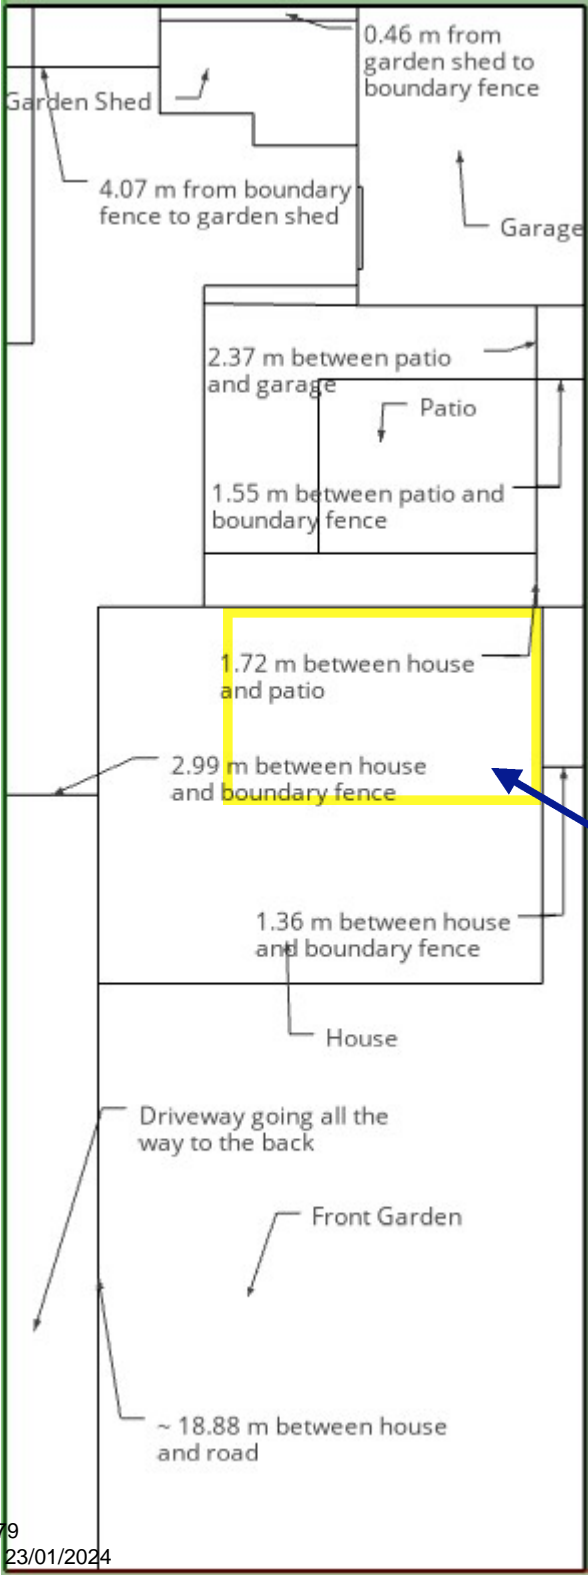 0.46 m from
garden shed to
boundary fence
Garden Shed
4.07 m from boundary
fence to garden shed
Garage
2.37 m between patio
and garage
Patio
1.55 m between patio and
boundary fence
1.72 m between house
and patio
2.99 m between house
and boundary fence
1.36 m between house
and boundary fence
House
Driveway going all the
way to the back
Front Garden
~ 18.88 m between house
and road
79
23/01/2024